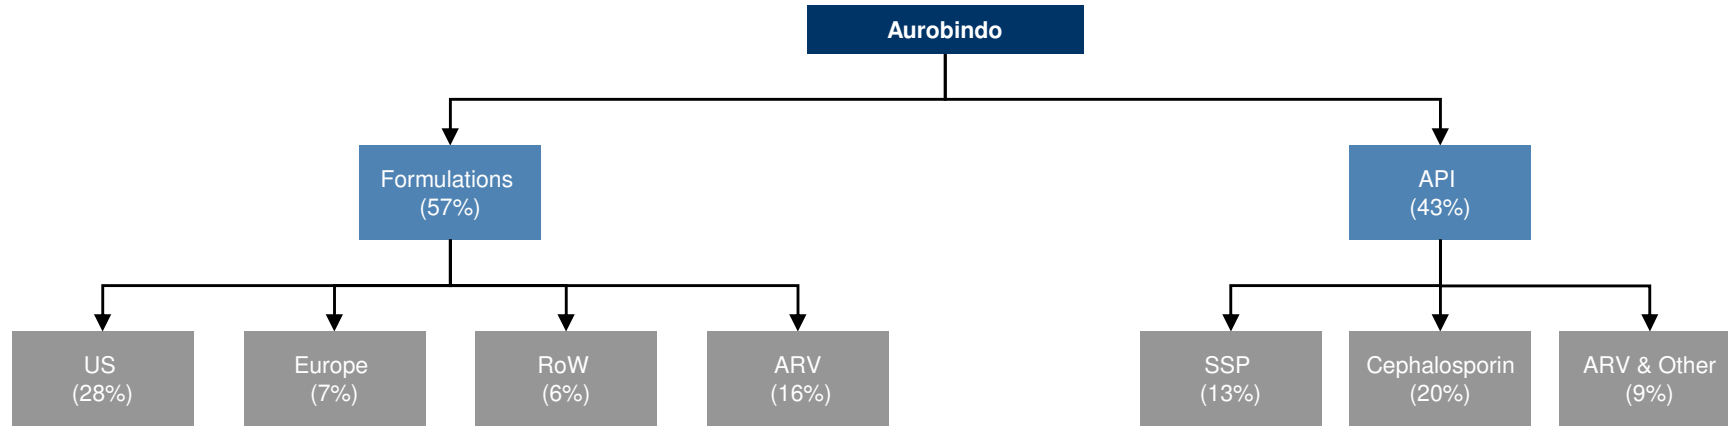 Aurobindo
Formulations
(57%)
API
(43%)
US
(28%)
Europe
(7%)
RoW
(6%)
ARV
(16%)
SSP
(13%)
Cephalosporin
(20%)
ARV & Other
(9%)